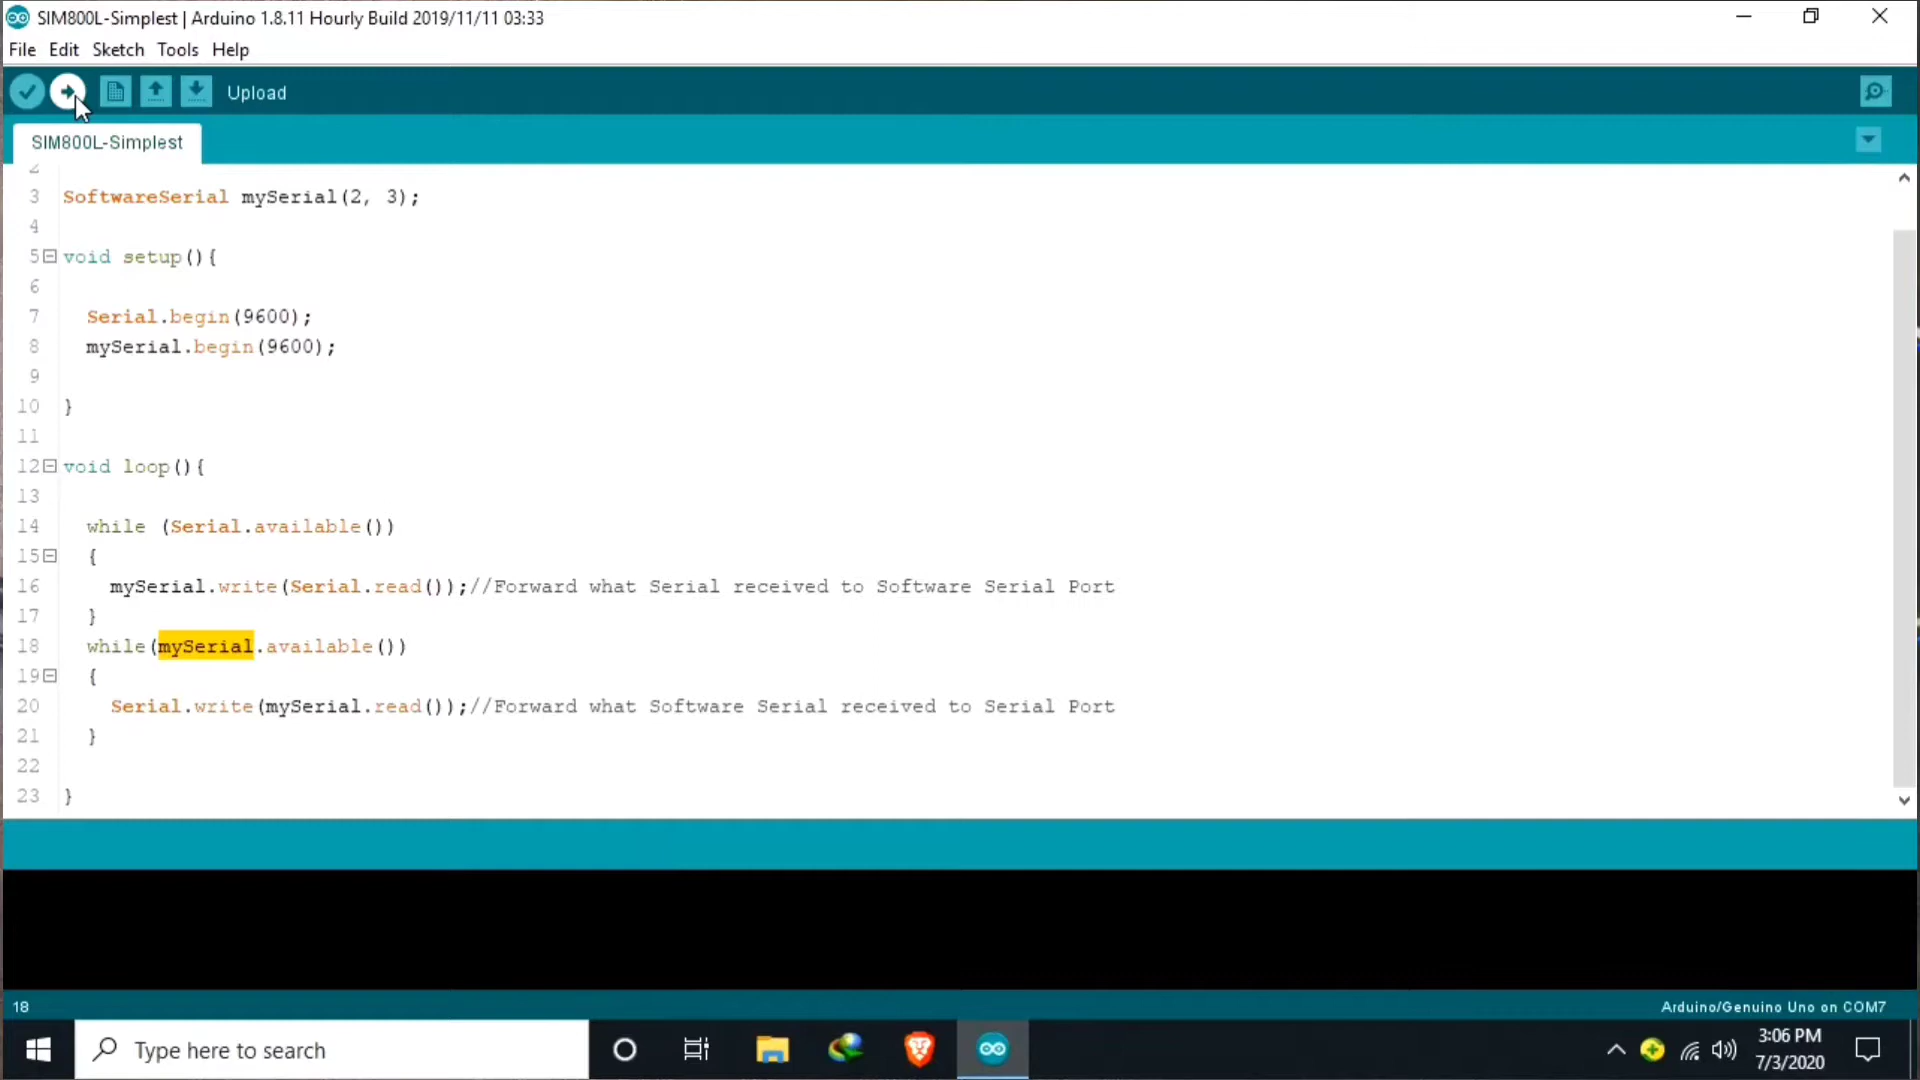 SIM800L-Simplest | Arduino 1.8.11 Hourly Build 2019/11/11 03:33
File Edit Sketch Tools Help
Upload
SIM800L-Simplest
2
3 SoftwareSerial mySerial(2, 3);
4
5 void setup(){
6
7 Serial.begin(9600);
8 mySerial.begin(9600);
9
10 }
11
12 void loop(){
13
14 while (Serial.available())
15 {
16 mySerial.write(Serial.read());//Forward what Serial received to Software Serial Port
17 }
18 while(mySerial.available())
19 {
20 Serial.write(mySerial.read());//Forward what Software Serial received to Serial Port
21 }
22
23 }
18 Arduino/Genuino Uno on COM7
Type here to search
3:06 PM
7/3/2020